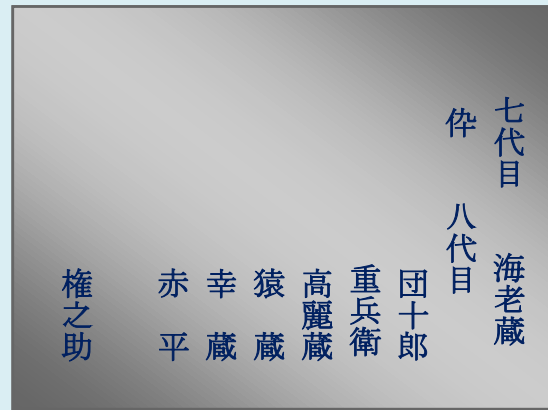 七代目 海老蔵
伜 八代目
団十郎
重兵衛
高麗蔵
猿蔵
幸蔵
赤平
権之助